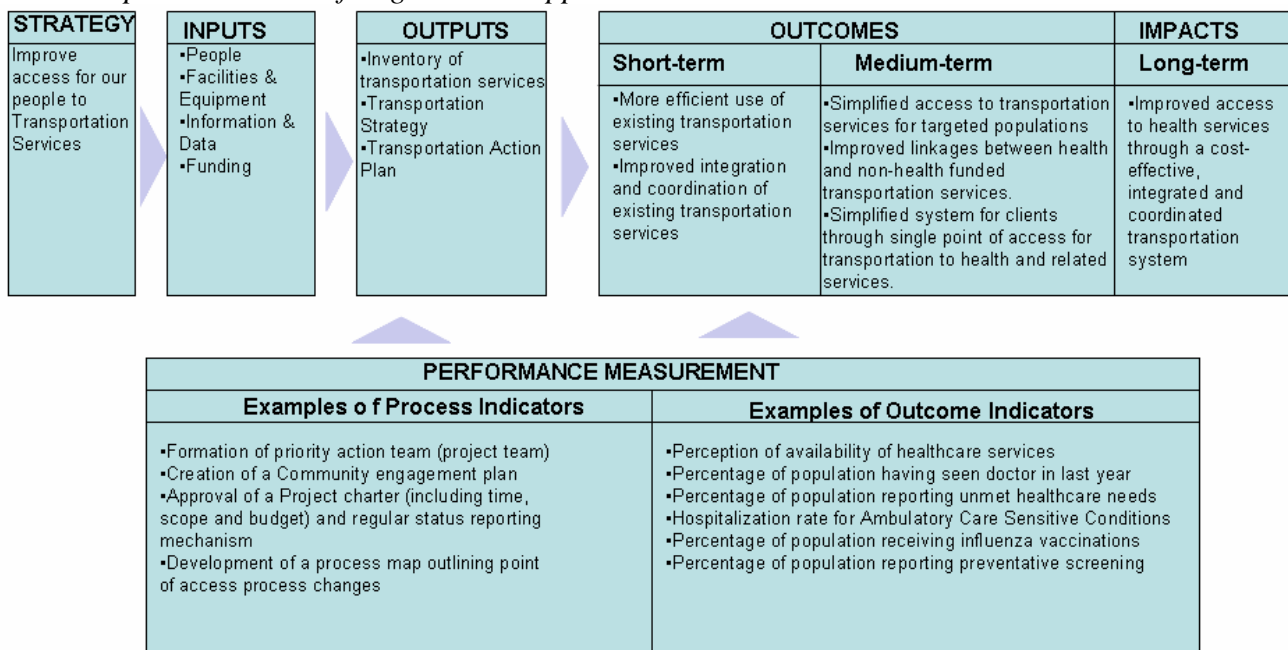 STRATEGY
Improve
access for our
people to
Transportation
Services
INPUTS
▪People
▪Facilities &
Equipment
▪Information &
Data
▪Funding
OUTPUTS
▪Inventory of
transportation services
▪Transportation
Strategy
▪Transportation Action
Plan
OUTCOMES
Short-term
▪More efficient use of
existing transportation
services
▪Improved integration
and coordination of
existing transportation
services
Medium-term
▪Simplified access to transportation
services for targeted populations
▪Improved linkages between health
and non-health funded
transportation services.
▪Simplified system for clients
through single point of access for
transportation to health and related
services.
IMPACTS
Long-term
▪Improved access
to health services
through a cost-
effective,
integrated and
coordinated
transportation
system
PERFORMANCE MEASUREMENT
Examples o f Process Indicators
▪Formation of priority action team (project team)
▪Creation of a Community engagement plan
▪Approval of a Project charter (including time,
scope and budget) and regular status reporting
mechanism
▪Development of a process map outlining point
of access process changes
Examples of Outcome Indicators
▪Perception of availability of healthcare services
▪Percentage of population having seen doctor in last year
▪Percentage of population reporting unmet healthcare needs
▪Hospitalization rate for Ambulatory Care Sensitive Conditions
▪Percentage of population receiving influenza vaccinations
▪Percentage of population reporting preventative screening